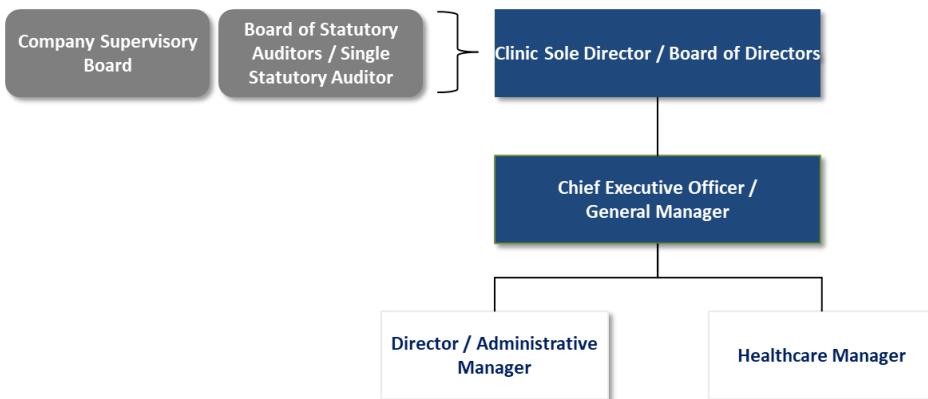 Company Supervisory
Board
Board of Statutory
Auditors / Single
Statutory Auditor
Clinic Sole Director / Board of Directors
Chief Executive Officer /
General Manager
Director / Administrative
Manager
Healthcare Manager